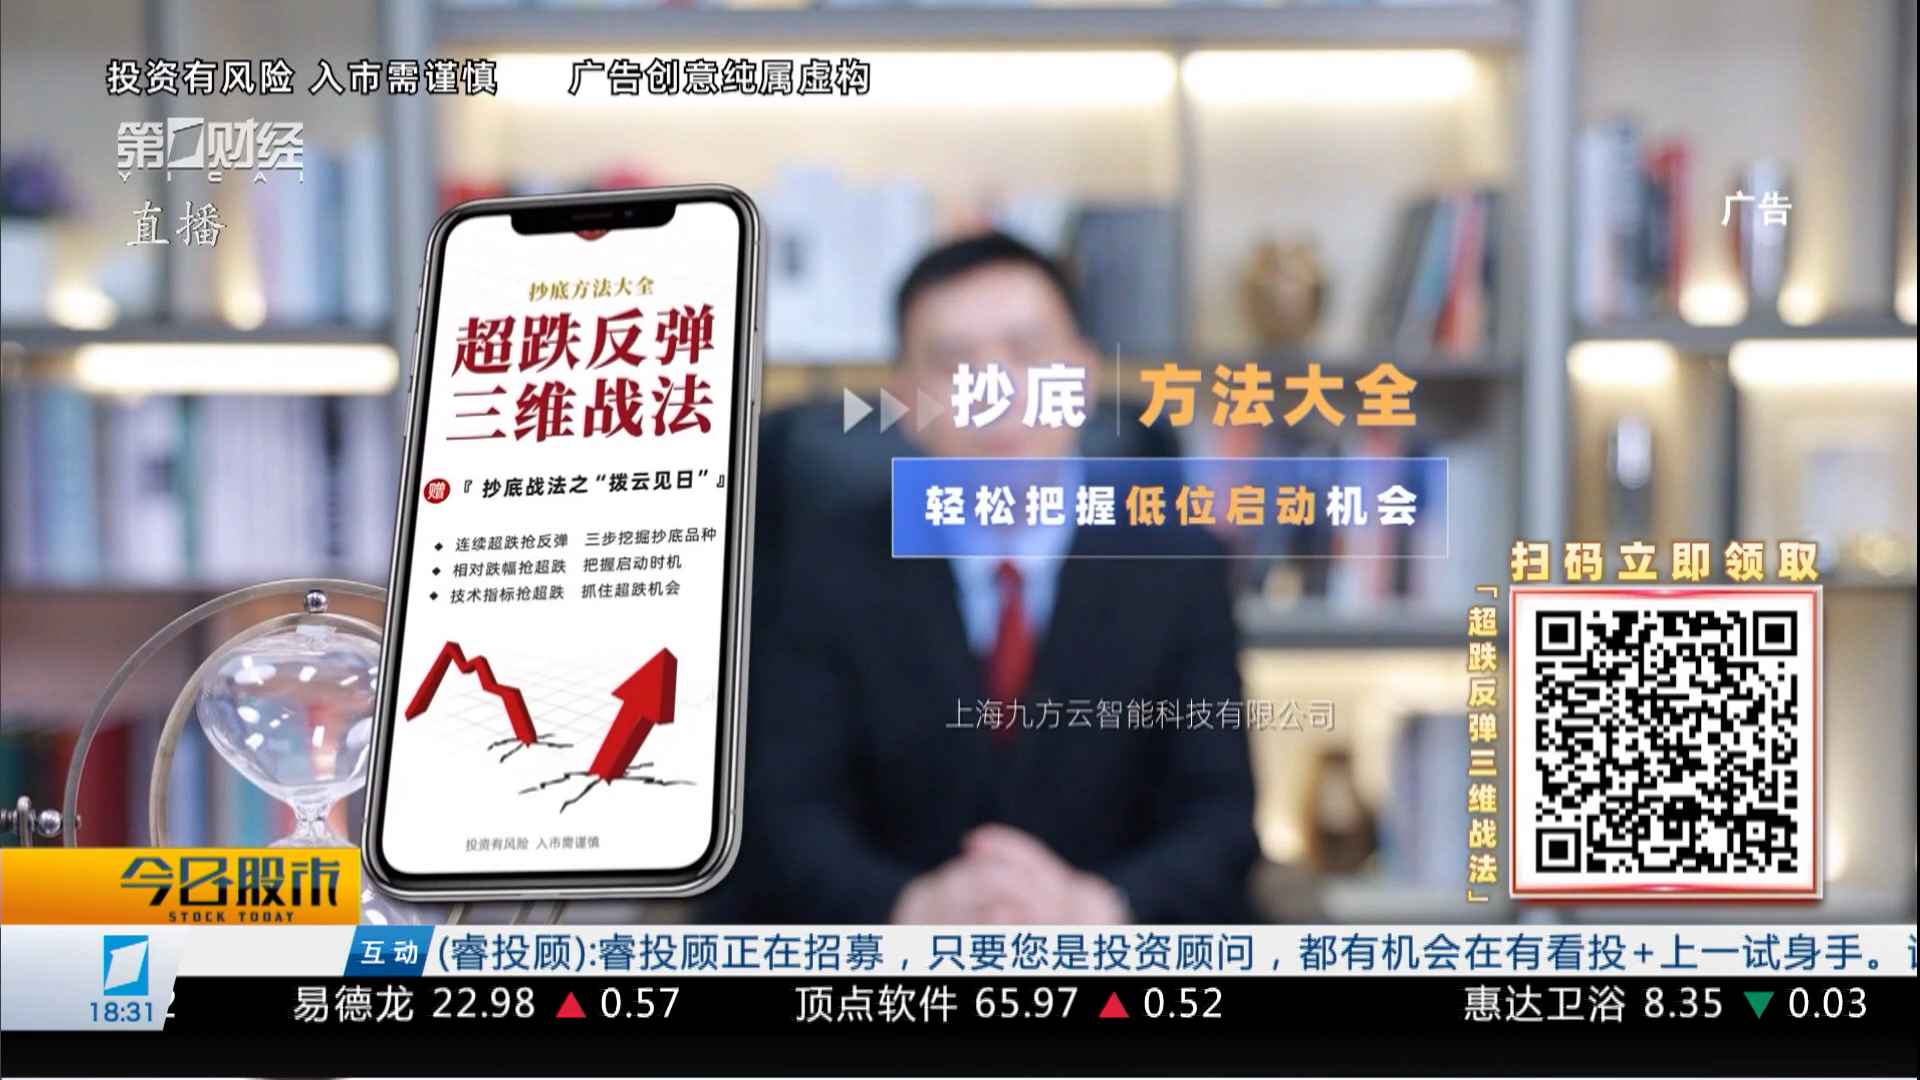 投资有风险 入市需谨慎 广告创意纯属虚构
第一财经
YICAI
直播
广告
抄底方法大全
超跌反弹
三维战法
赠『抄底战法之“拨云见日”』
◆ 连续超跌抢反弹 三步挖掘抄底品种
◆ 相对跌幅抢超跌 把握启动时机
◆ 技术指标抢超跌 抓住超跌机会
投资有风险 入市需谨慎
抄底 方法大全
轻松把握低位启动机会
上海九方云智能科技有限公司
扫码立即领取
「超跌反弹三维战法」
今日股市
STOCK TODAY
互动 (睿投顾):睿投顾正在招募，只要您是投资顾问，都有机会在有看投+上一试身手。
18:31
2 易德龙 22.98 ▲ 0.57 顶点软件 65.97 ▲ 0.52 惠达卫浴 8.35 ▼ 0.03